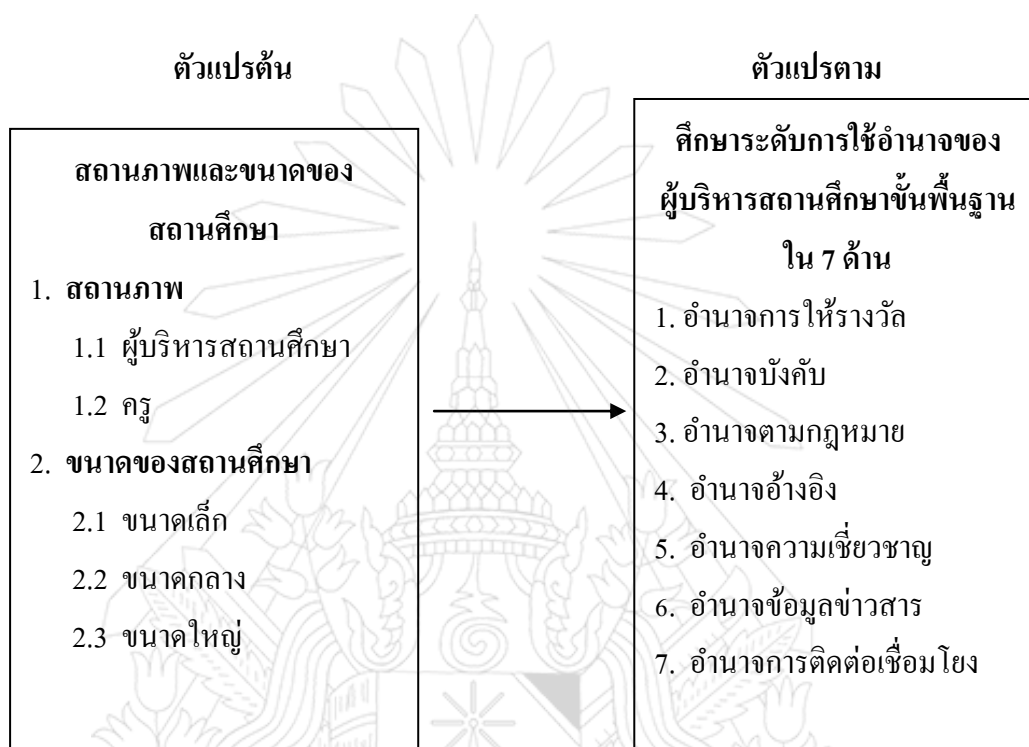 ตัวแปรต้น
สถานภาพและขนาดของ
สถานศึกษา
1. สถานภาพ
1.1 ผู้บริหารสถานศึกษา
1.2 ครู
2. ขนาดของสถานศึกษา
2.1 ขนาดเล็ก
2.2 ขนาดกลาง
2.3 ขนาดใหญ่
ตัวแปรตาม
ศึกษาระดับการใช้อำนาจของ
ผู้บริหารสถานศึกษาขั้นพื้นฐาน
ใน 7 ด้าน
1. อำนาจการให้รางวัล
2. อำนาจบังคับ
3. อำนาจตามกฎหมาย
4. อำนาจอ้างอิง
5. อำนาจความเชี่ยวชาญ
6. อำนาจข้อมูลข่าวสาร
7. อำนาจการติดต่อเชื่อมโยง